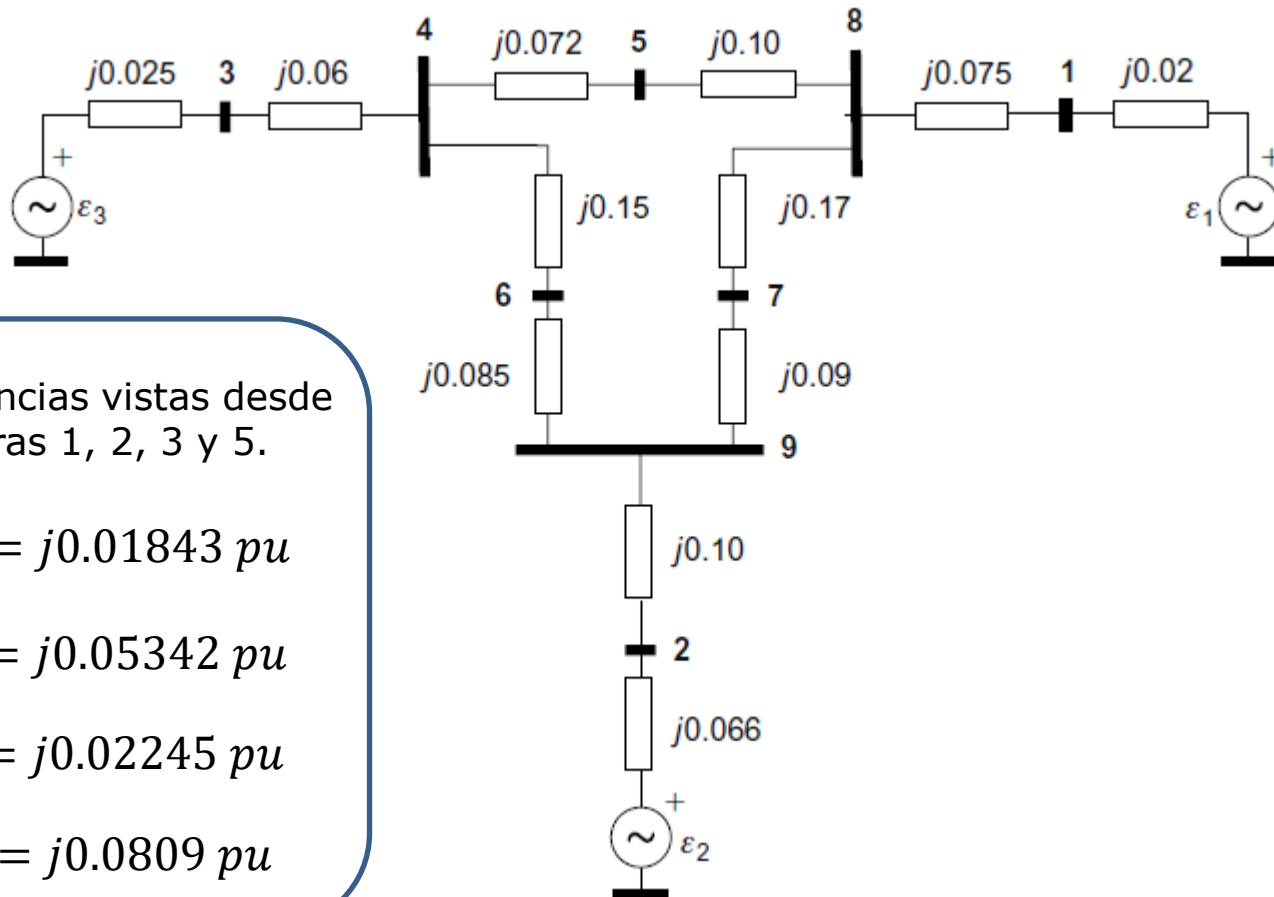 4
8
j0.072
5
j0.10
j0.025
3
j0.06
j0.075
1
j0.02
+
ε₃
+
ε₁
j0.15
j0.17
6
7
j0.085
j0.09
vistas desde
1, 2, 3 y 5.
9
= j0.01843 pu
j0.10
= j0.05342 pu
2
= j0.02245 pu
j0.066
+
ε₂
= j0.0809 pu